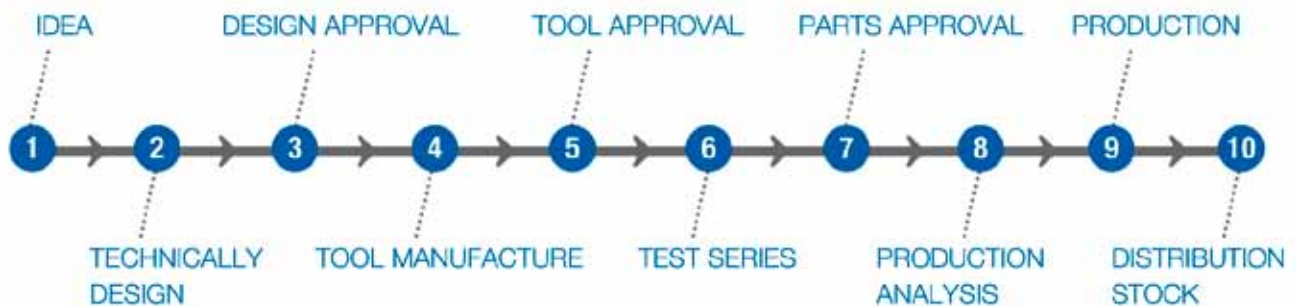 IDEA
DESIGN APPROVAL
TOOL APPROVAL
PARTS APPROVAL
PRODUCTION
1
2
3
4
5
6
7
8
9
10
TECHNICALLY
DESIGN
TOOL MANUFACTURE
TEST SERIES
PRODUCTION
ANALYSIS
DISTRIBUTION
STOCK